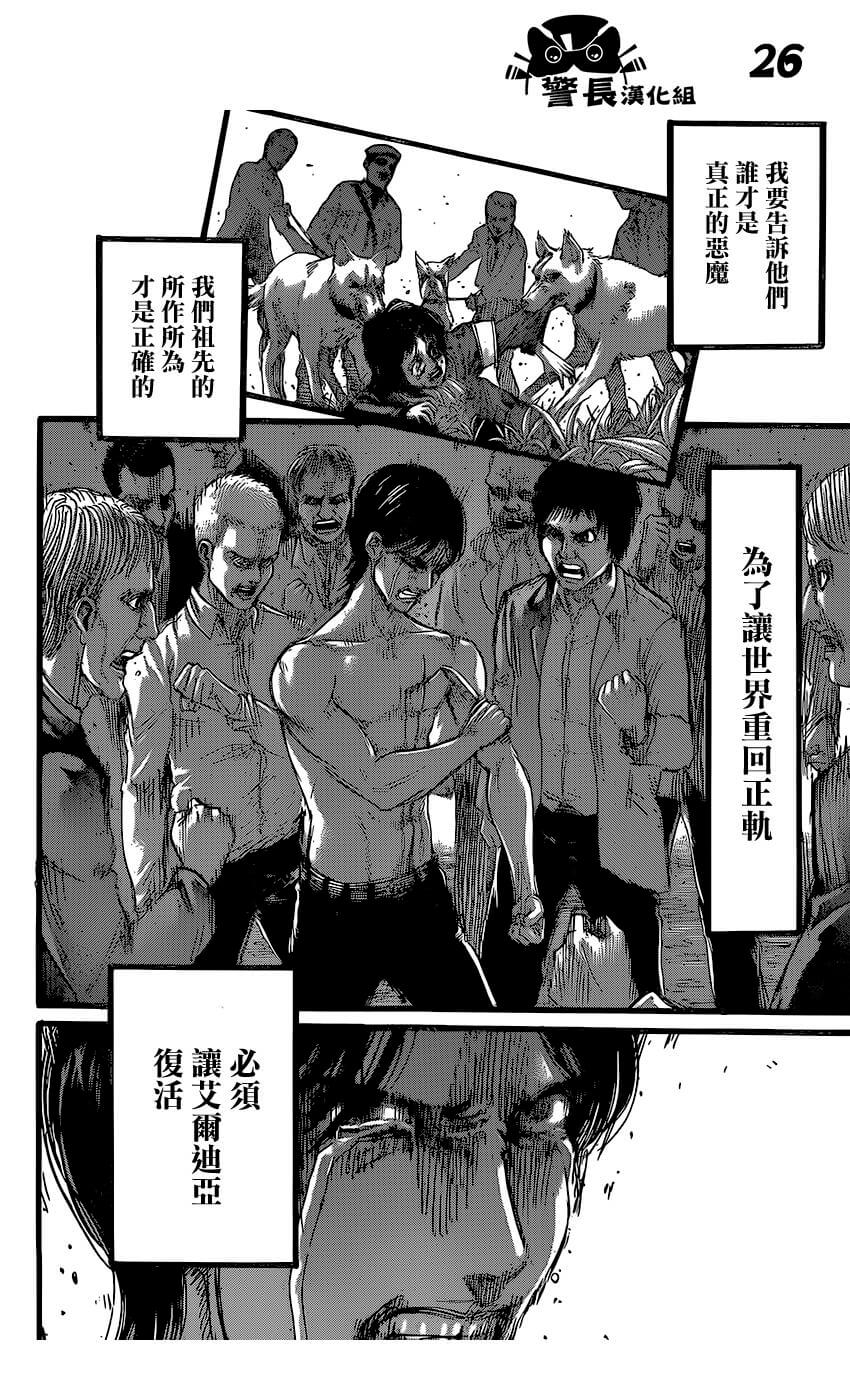 警長漢化組
26
我要告訴他們
誰才是
真正的惡魔
我們祖先的
所作所為
才是正確的
為了讓世界重回正軌
必須
讓艾爾迪亞
復活